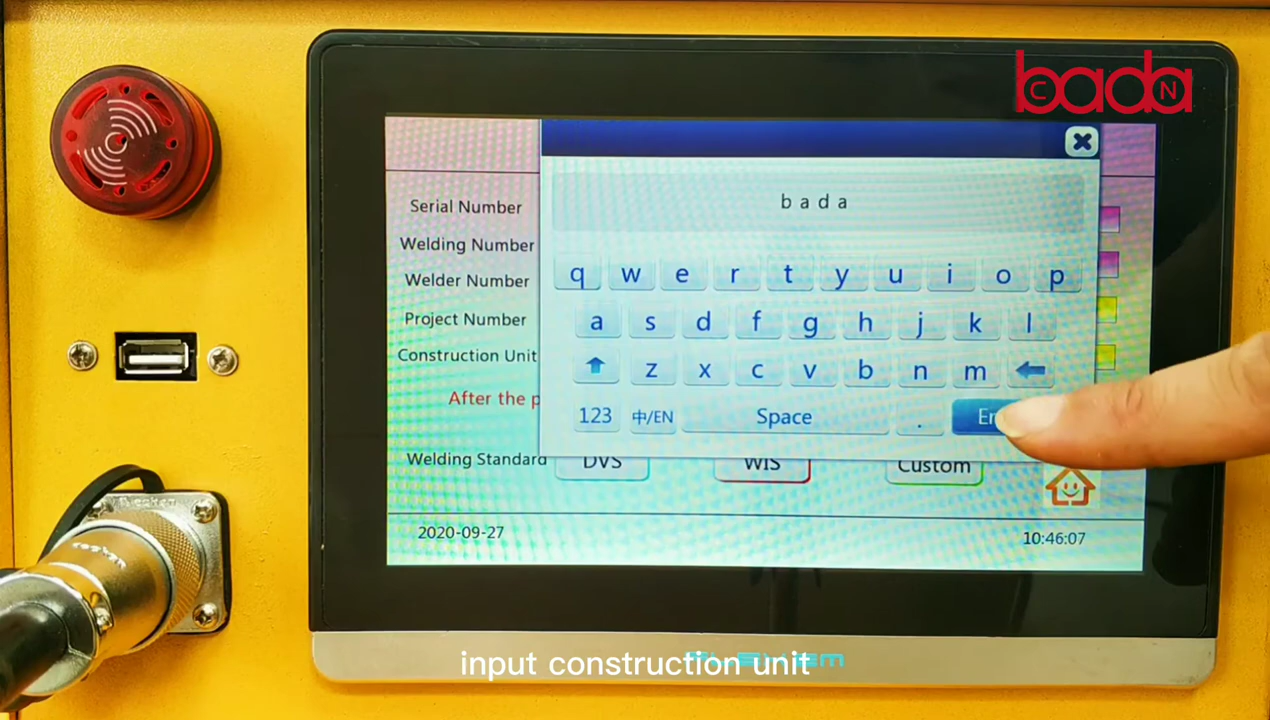 bada
CN
bada
Serial Number
q w e r t y u i o p
Welding Number
Welder Number
a s d f g h j k l
Project Number
Construction Unit
z x c v b n m
After the p
123 中/EN Space .
Welding Standard DVS WIS Custom
2020-09-27 10:46:07
input construction unit